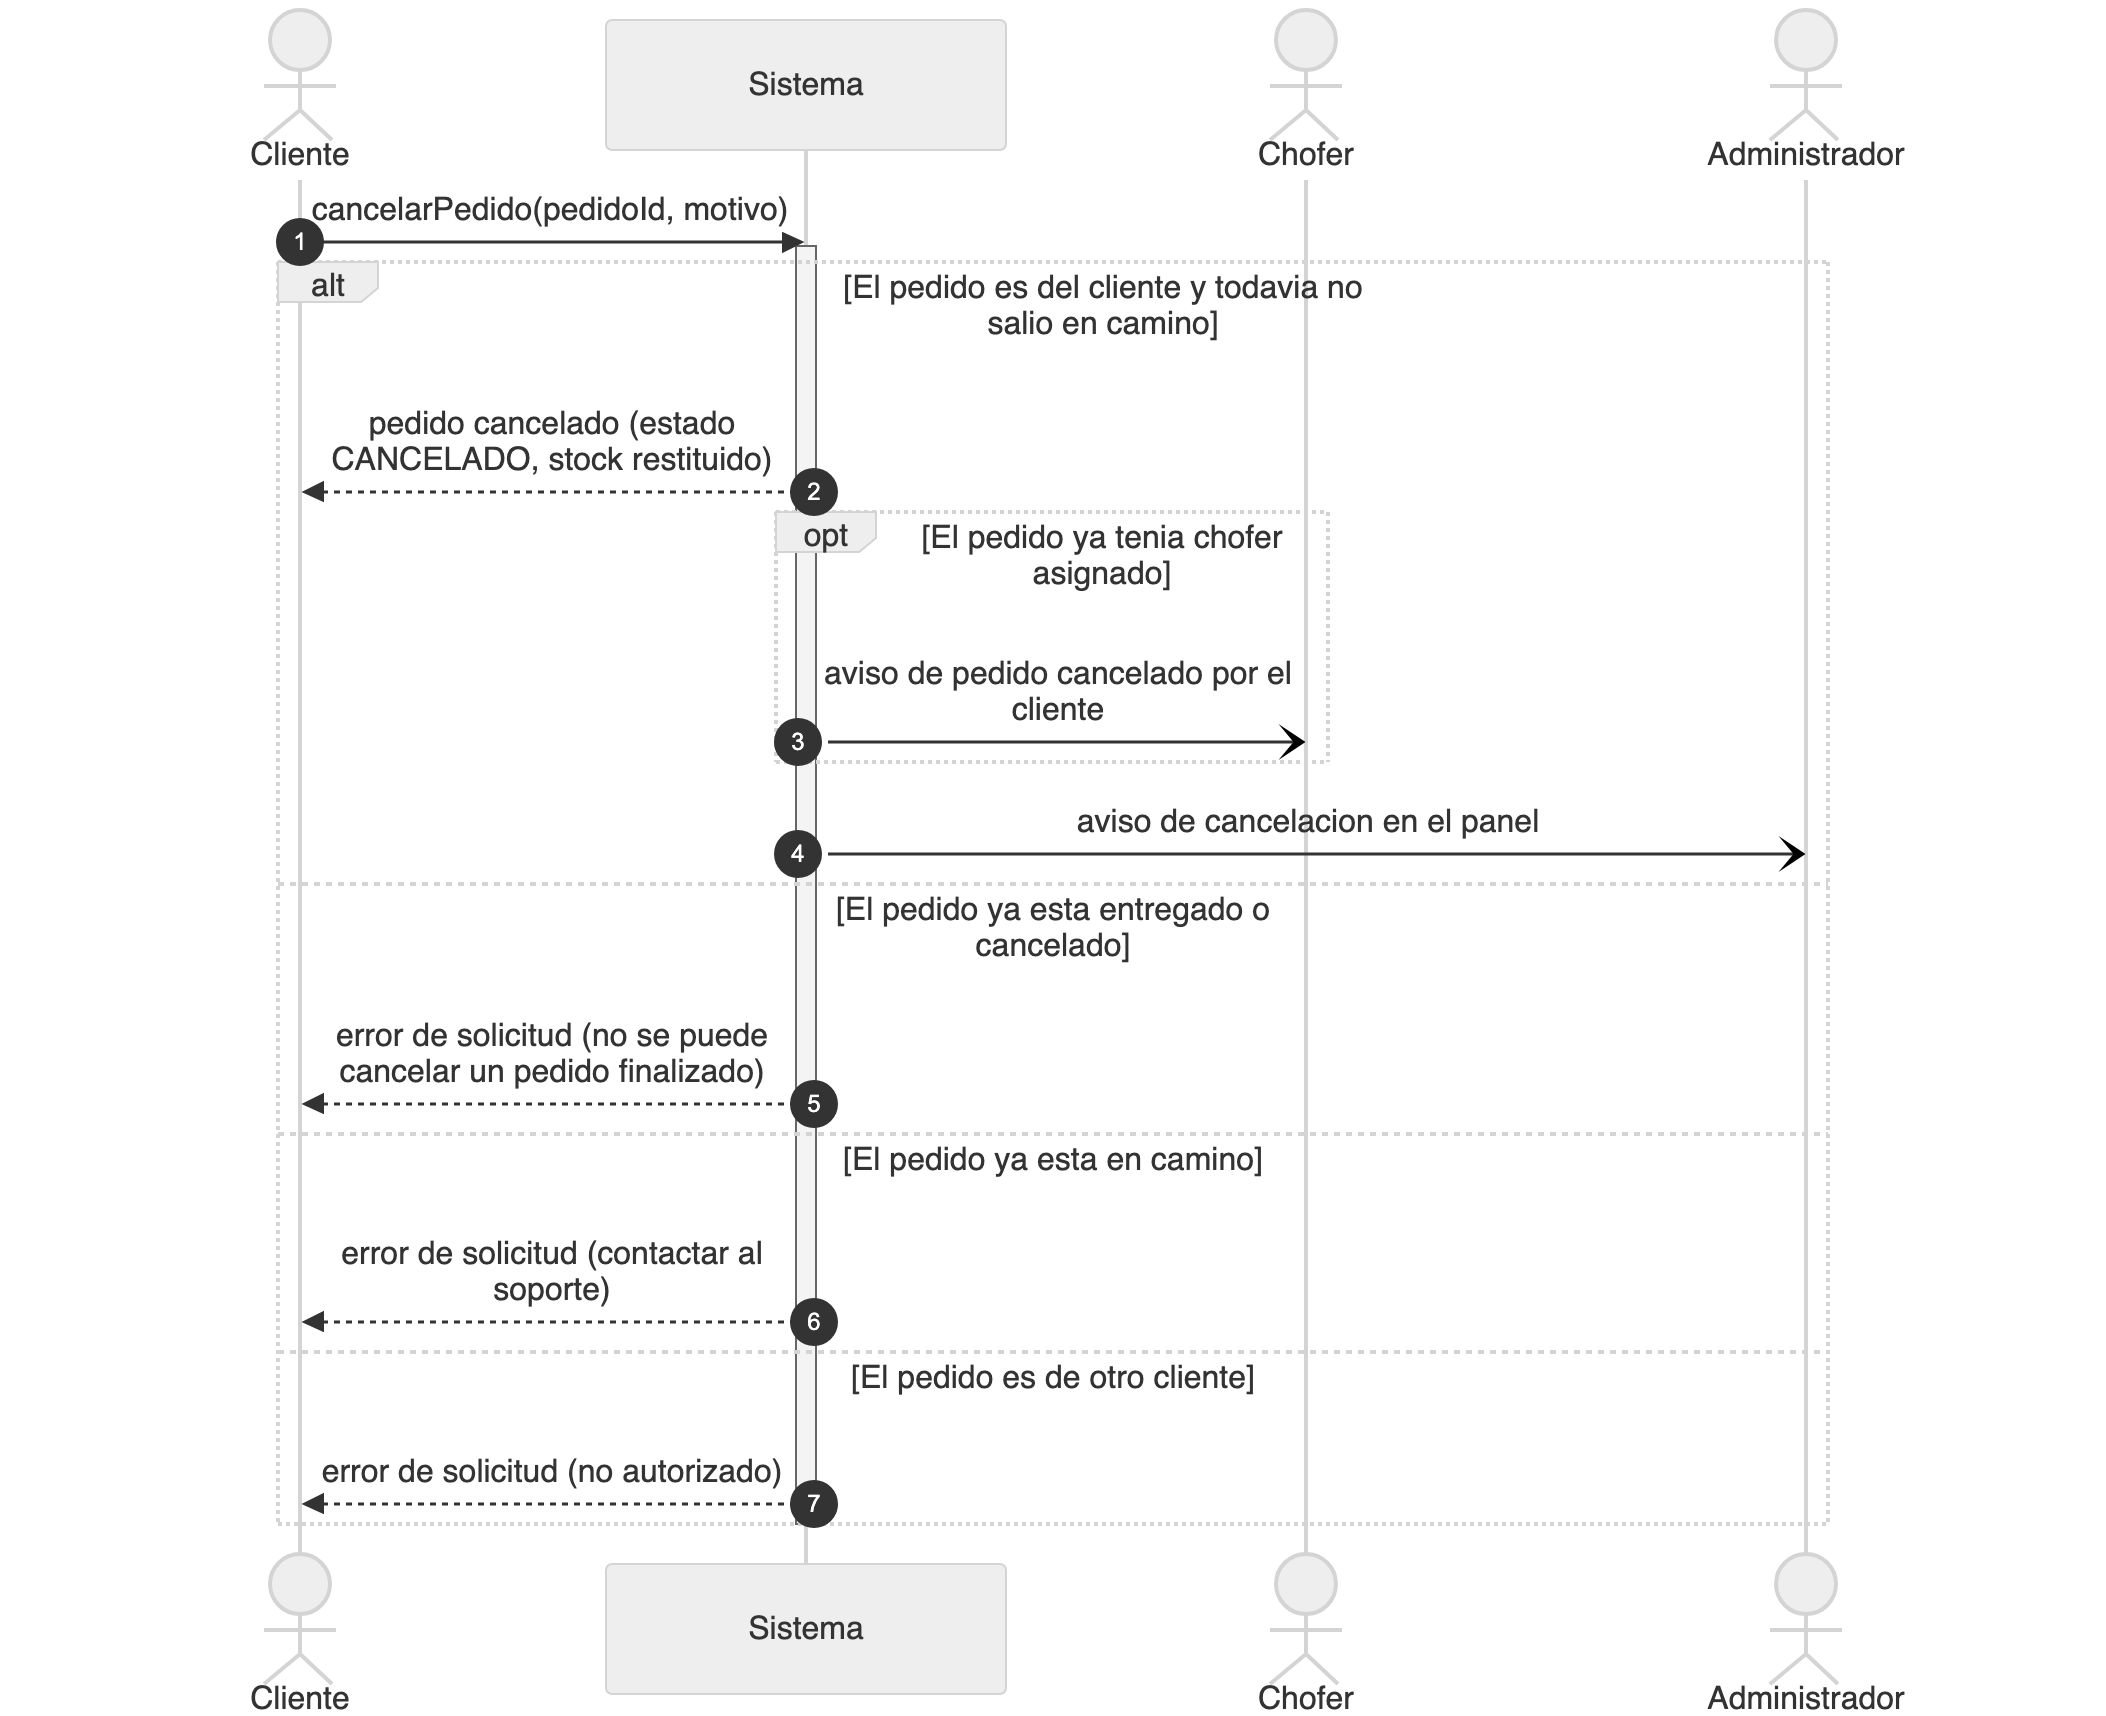 Cliente
Sistema
Chofer
Administrador
cancelarPedido(pedidoId, motivo)
1
alt
[El pedido es del cliente y todavia no
salio en camino]
pedido cancelado (estado
CANCELADO, stock restituido)
2
opt
[El pedido ya tenia chofer
asignado]
aviso de pedido cancelado por el
cliente
3
aviso de cancelacion en el panel
4
[El pedido ya esta entregado o
cancelado]
error de solicitud (no se puede
cancelar un pedido finalizado)
5
[El pedido ya esta en camino]
error de solicitud (contactar al
soporte)
6
[El pedido es de otro cliente]
error de solicitud (no autorizado)
7
Cliente
Sistema
Chofer
Administrador